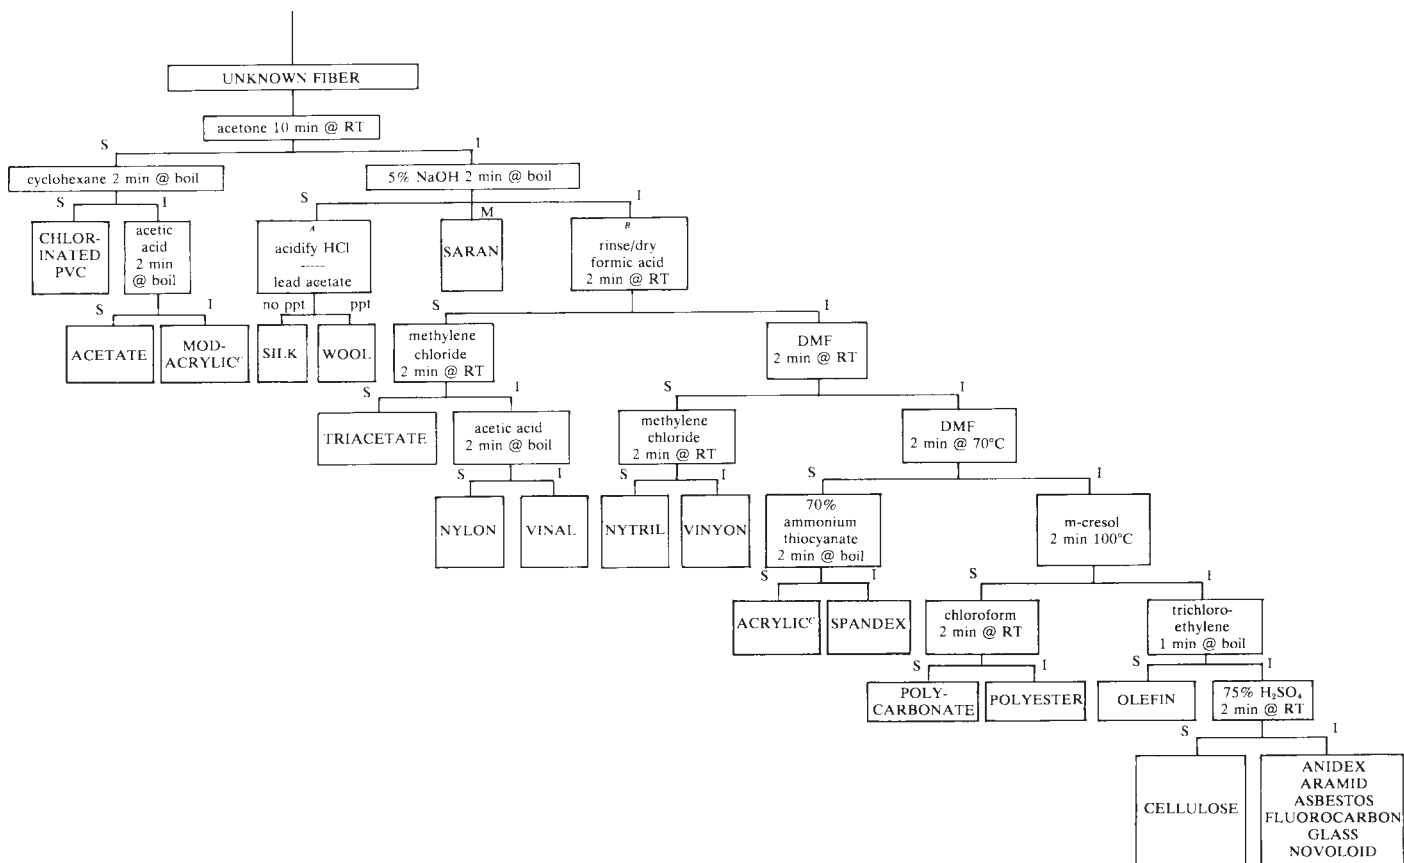 UNKNOWN FIBER
acetone 10 min @ RT
S
I
cyclohexane 2 min @ boil
5% NaOH 2 min @ boil
S
I
S
M
I
CHLOR-
INATED
PVC
acetic
acid
2 min
@ boil
A
acidify HCl
-----
lead acetate
SARAN
B
rinse/dry
formic acid
2 min @ RT
S
I
no ppt
ppt
S
I
ACETATE
MOD-
ACRYLICC
SILK
WOOL
methylene
chloride
2 min @ RT
DMF
2 min @ RT
S
I
S
I
TRIACETATE
acetic acid
2 min @ boil
methylene
chloride
2 min @ RT
DMF
2 min @ 70°C
S
I
S
I
S
I
NYLON
VINAL
NYTRIL
VINYON
70%
ammonium
thiocyanate
2 min @ boil
m-cresol
2 min 100°C
S
I
S
I
ACRYLICC
SPANDEX
chloroform
2 min @ RT
trichloro-
ethylene
1 min @ boil
S
I
S
I
POLY-
CARBONATE
POLYESTER
OLEFIN
75% H₂SO₄
2 min @ RT
S
I
CELLULOSE
ANIDEX
ARAMID
ASBESTOS
FLUOROCARBON
GLASS
NOVOLOID